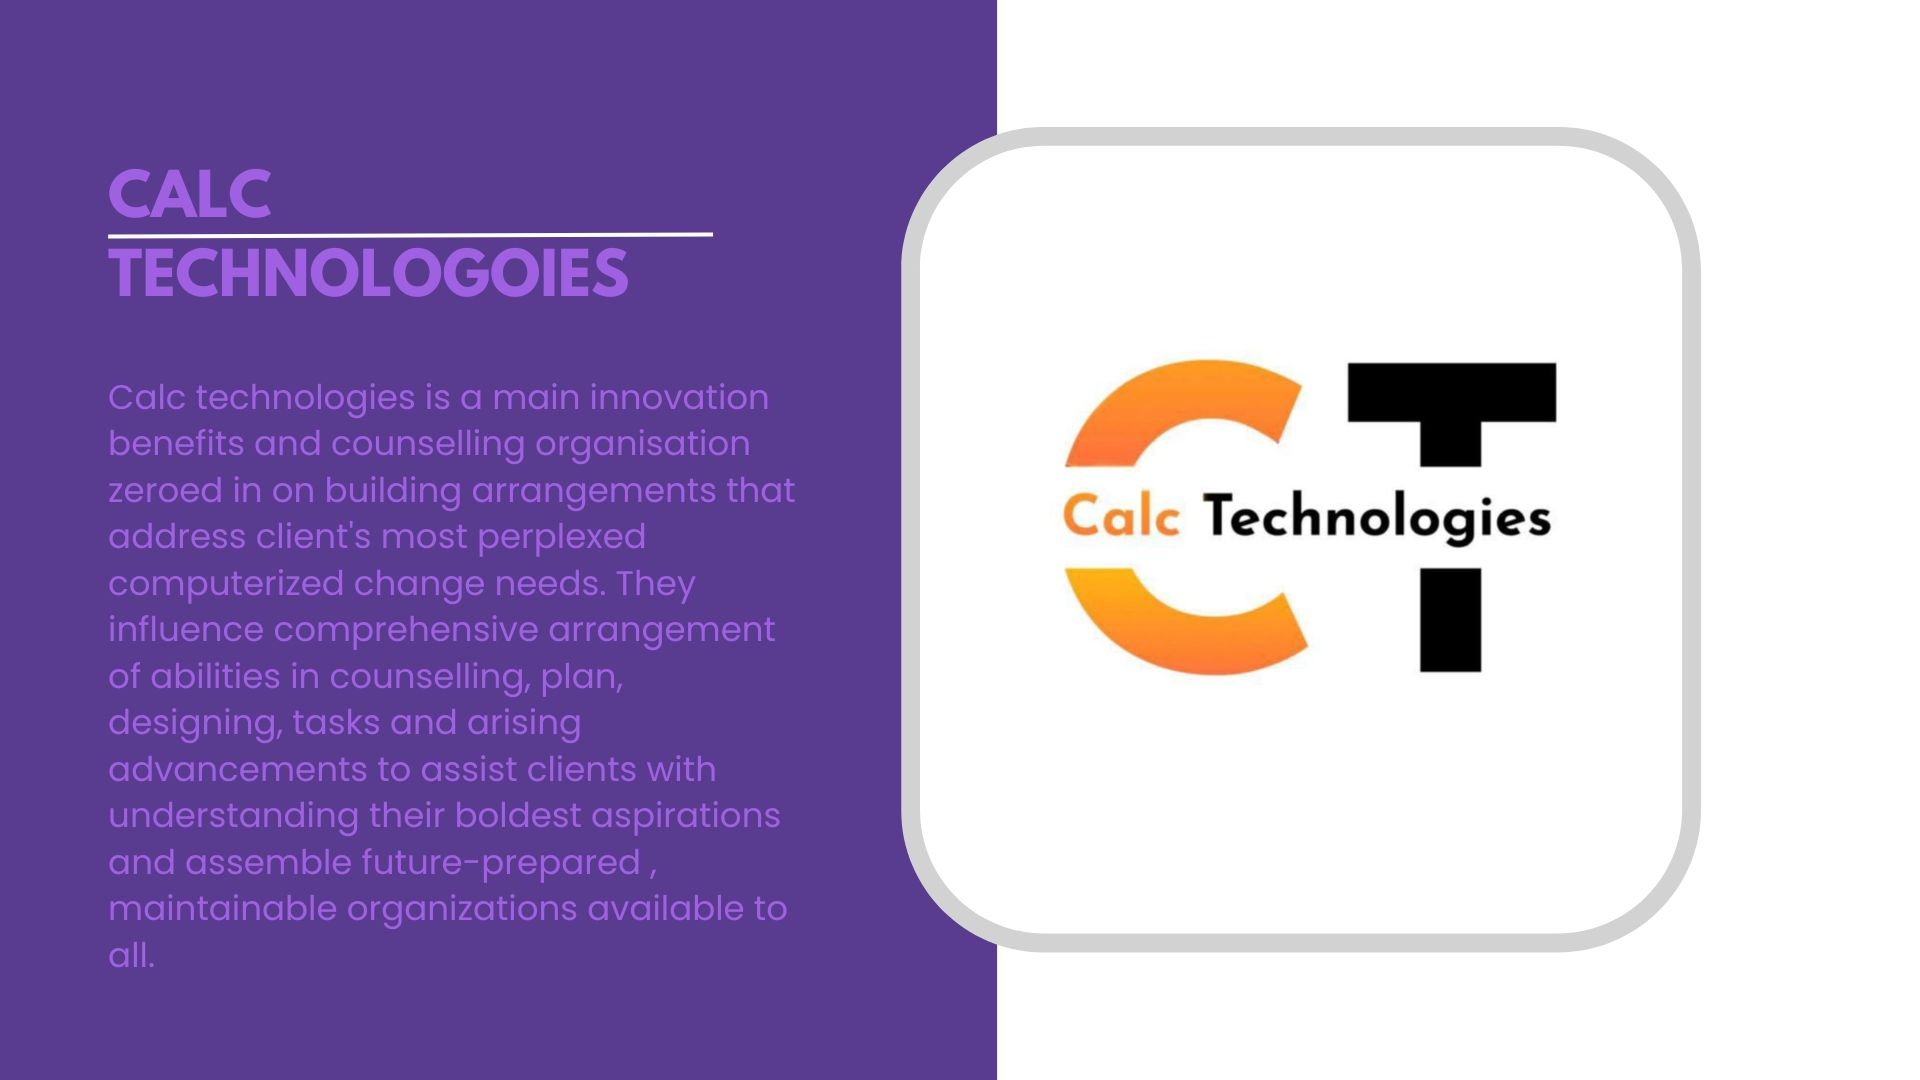 CALC
TECHNOLOGOIES
Calc technologies is a main innovation
benefits and counselling organisation
zeroed in on building arrangements that
address client's most perplexed
computerized change needs. They
influence comprehensive arrangement
of abilities in counselling, plan,
designing, tasks and arising
advancements to assist clients with
understanding their boldest aspirations
and assemble future-prepared ,
maintainable organizations available to
all.
CT
Calc Technologies